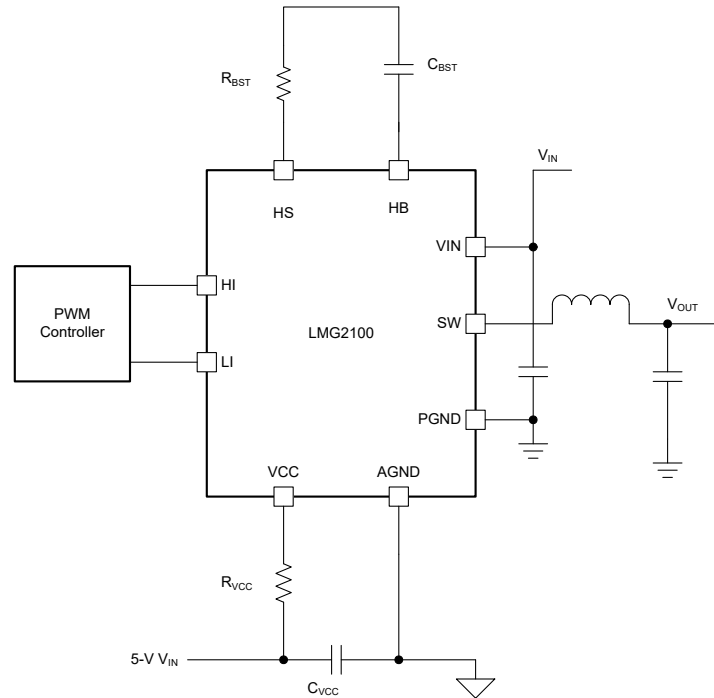 R_BST
C_BST
HS
HB
V_IN
VIN
HI
PWM
Controller
SW
V_OUT
LMG2100
LI
PGND
VCC
AGND
R_VCC
5-V V_IN
C_VCC